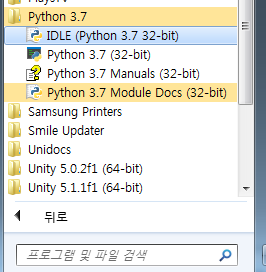 Python 3.7
IDLE (Python 3.7 32-bit)
Python 3.7 (32-bit)
Python 3.7 Manuals (32-bit)
Python 3.7 Module Docs (32-bit)
Samsung Printers
Smile Updater
Unidocs
Unity 5.0.2f1 (64-bit)
Unity 5.1.1f1 (64-bit)
뒤로
프로그램 및 파일 검색